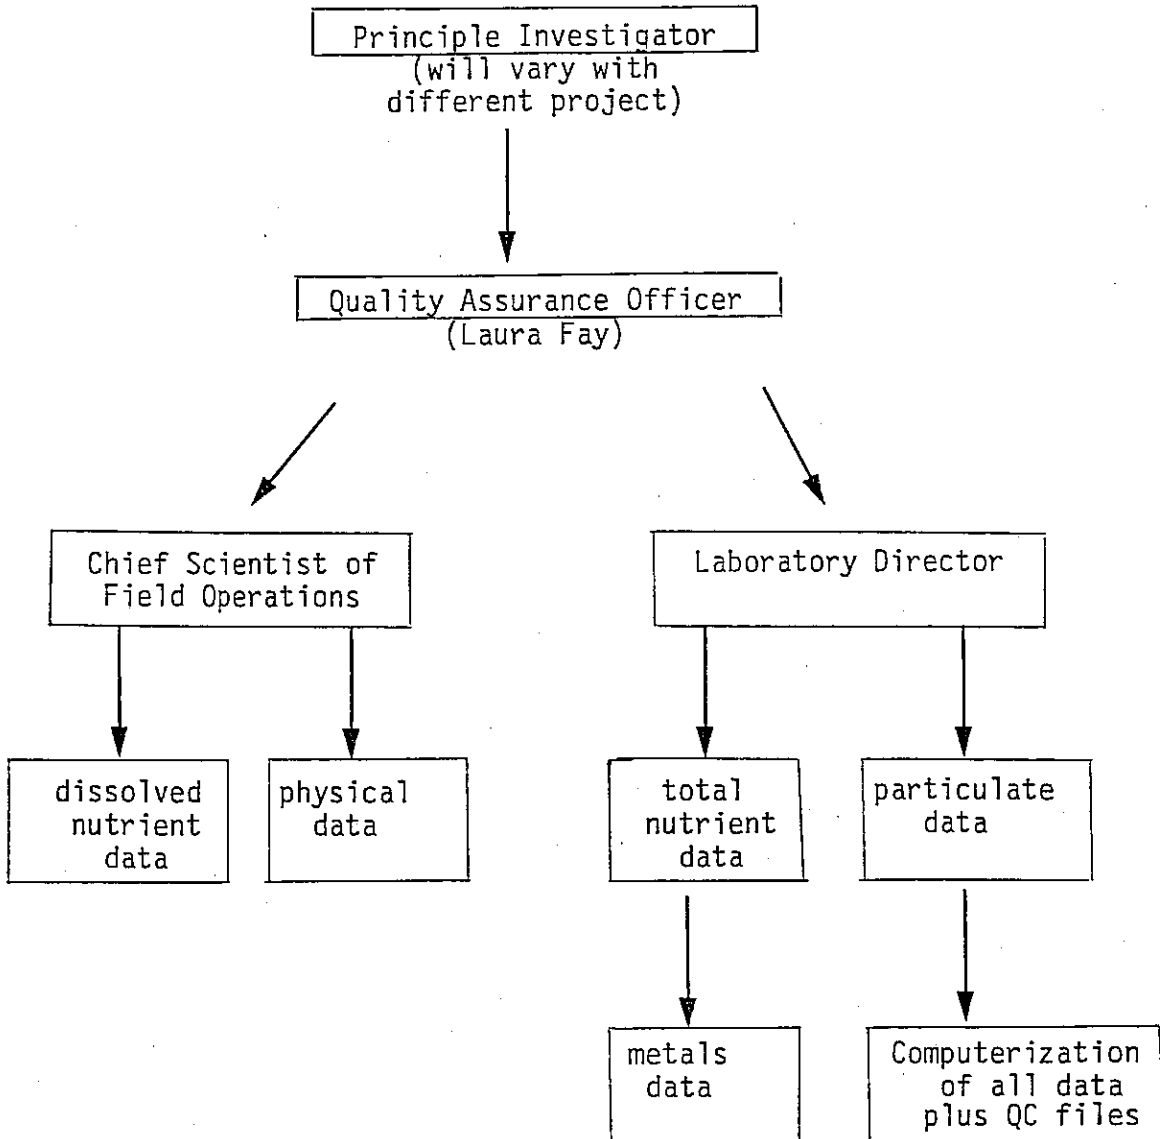 Principle Investigator
(will vary with
different project)
Quality Assurance Officer
(Laura Fay)
Chief Scientist of
Field Operations
Laboratory Director
dissolved
nutrient
data
physical
data
total
nutrient
data
particulate
data
metals
data
Computerization
of all data
plus QC files